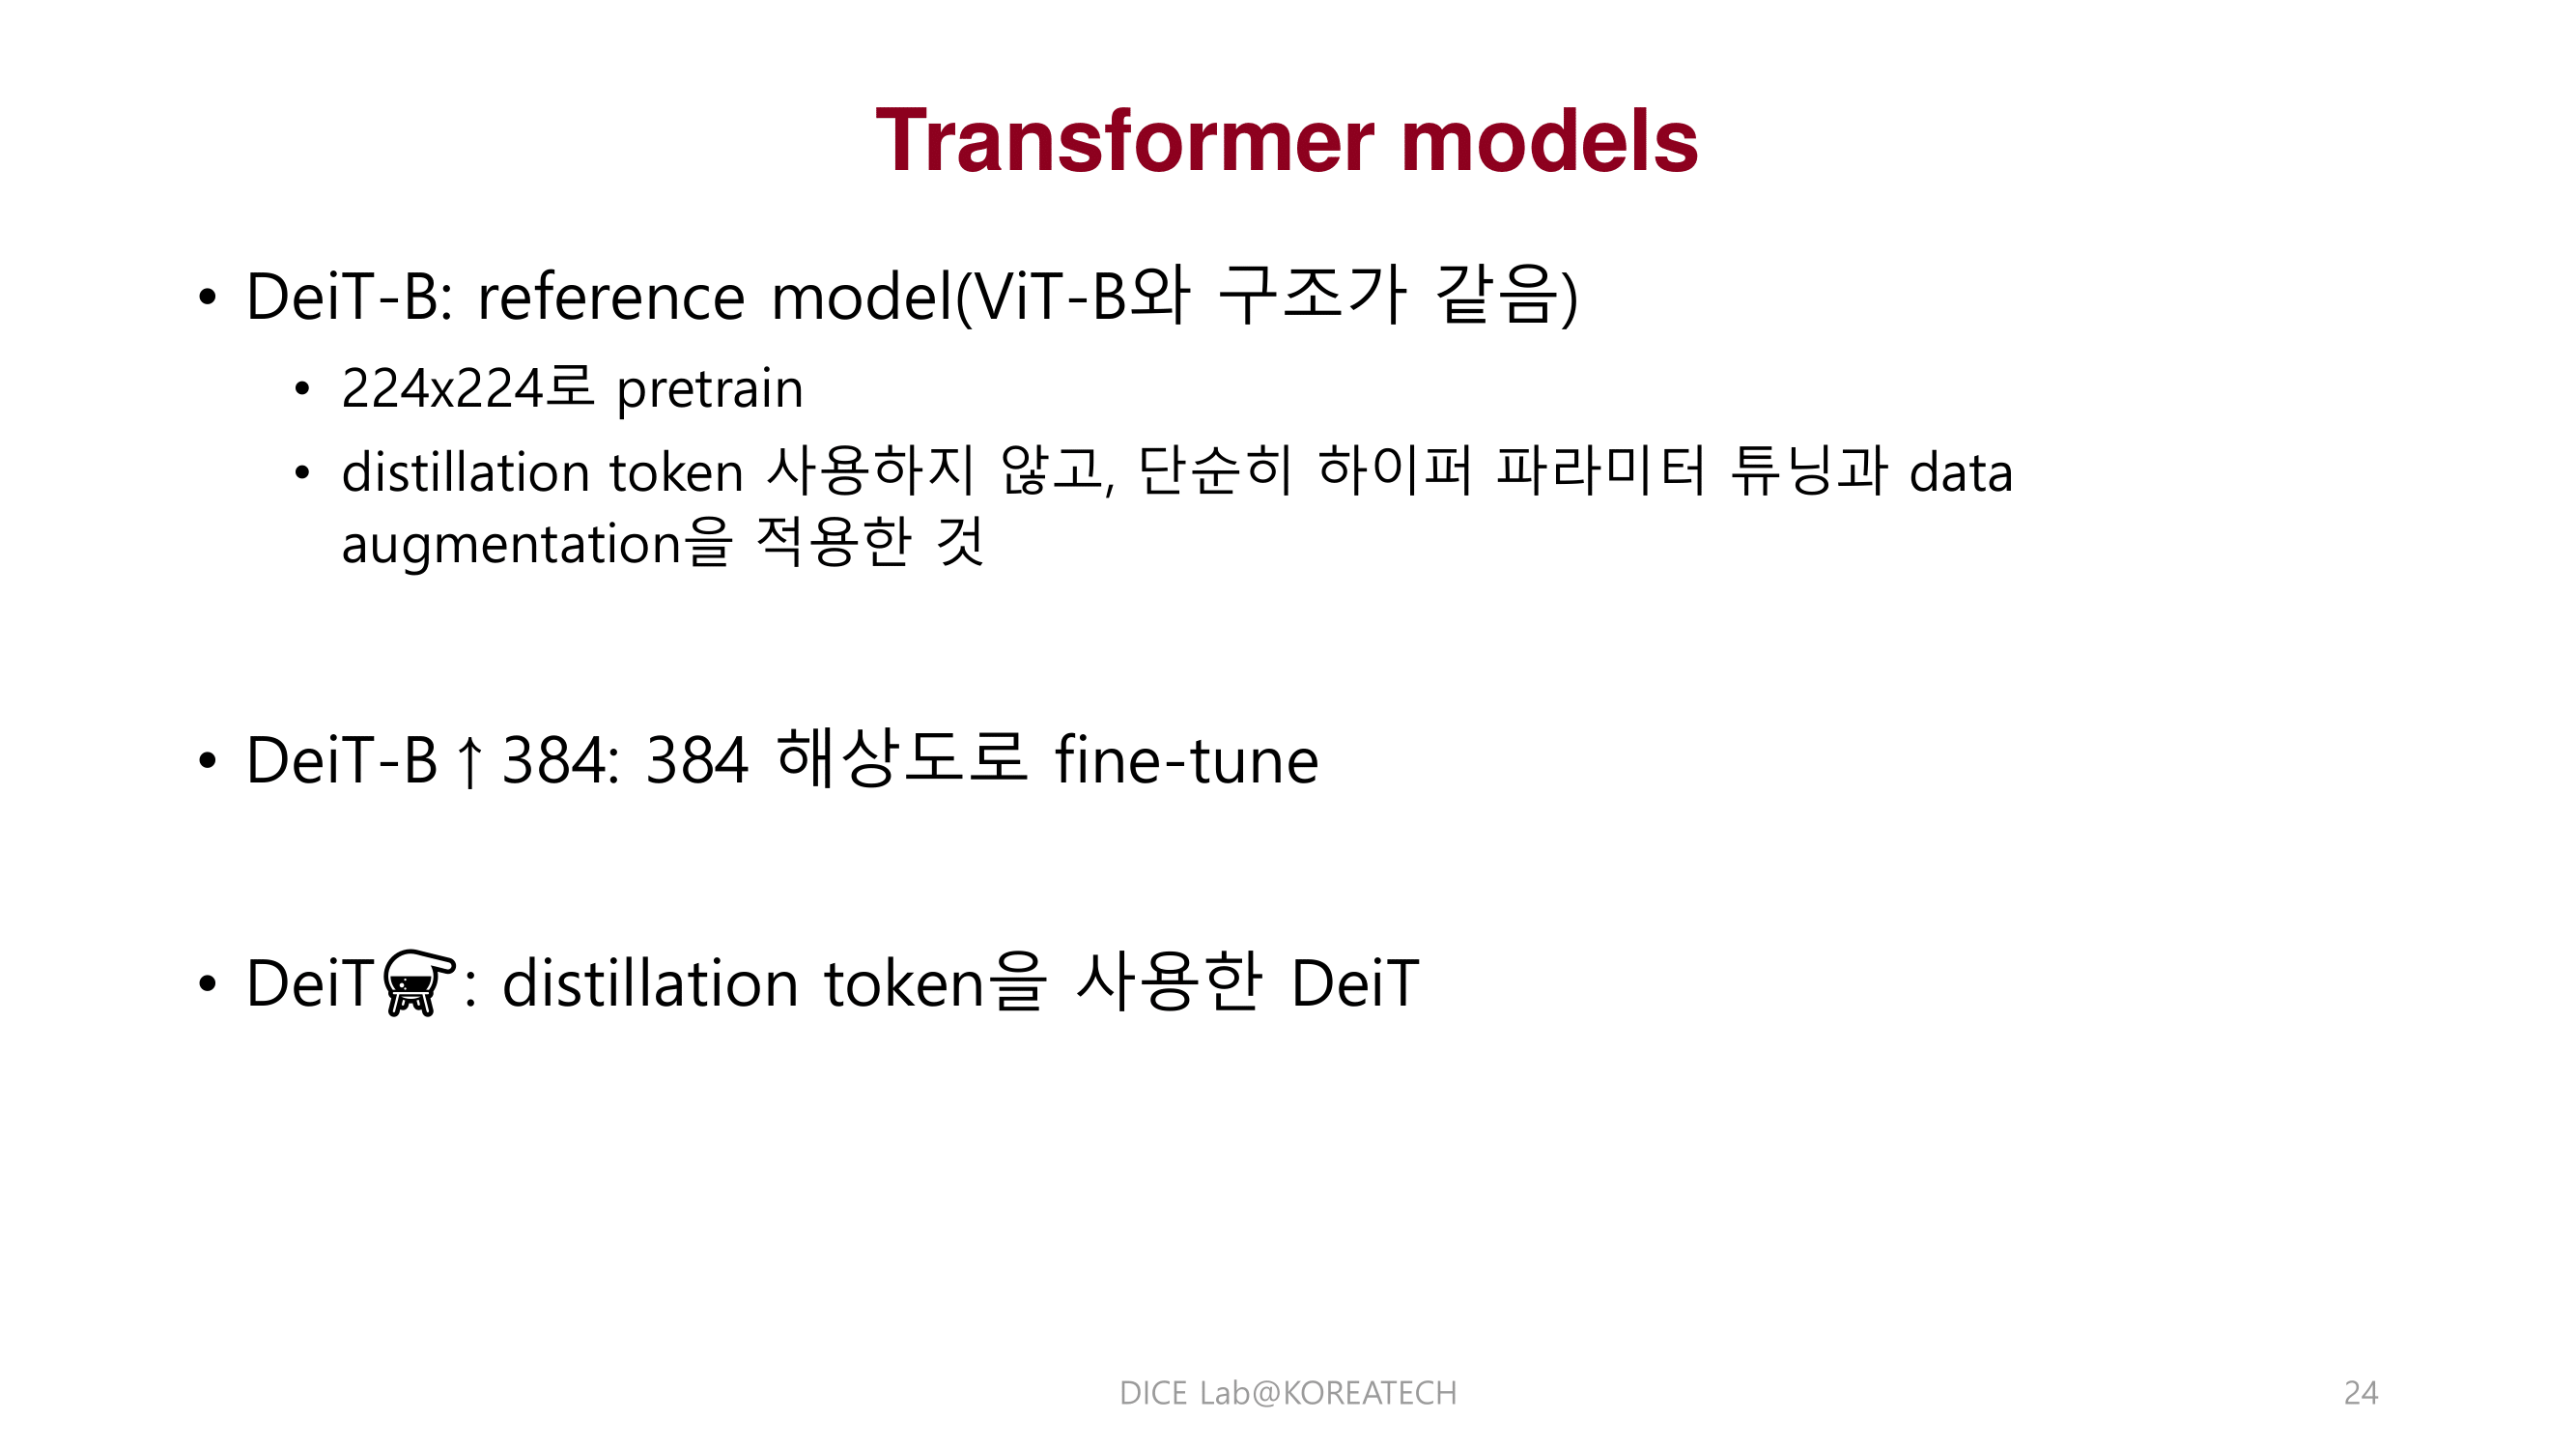 Transformer models
• DeiT-B: reference model(ViT-B와 구조가 같음)
• 224x224로 pretrain
• distillation token 사용하지 않고, 단순히 하이퍼 파라미터 튜닝과 data
augmentation을 적용한 것
• DeiT-B↑384: 384 해상도로 fine-tune
• DeiT: distillation token을 사용한 DeiT
DICE Lab@KOREATECH
24